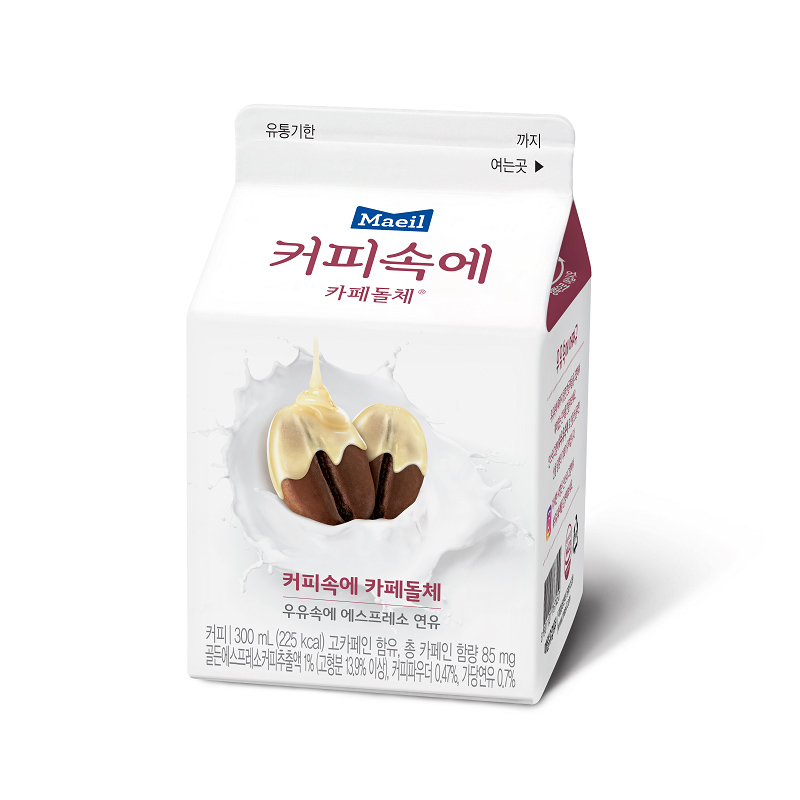 유통기한
까지
여는곳 ▶
Maeil
커피속에
카페돌체®
커피속에 카페돌체
우유속에 에스프레소 연유
커피 | 300 mL (225 kcal) 고카페인 함유, 총 카페인 함량 85 mg
골든에스프레소커피추출액 1% (고형분 13.9% 이상), 커피파우더 0.47%, 가당연유 0.7%